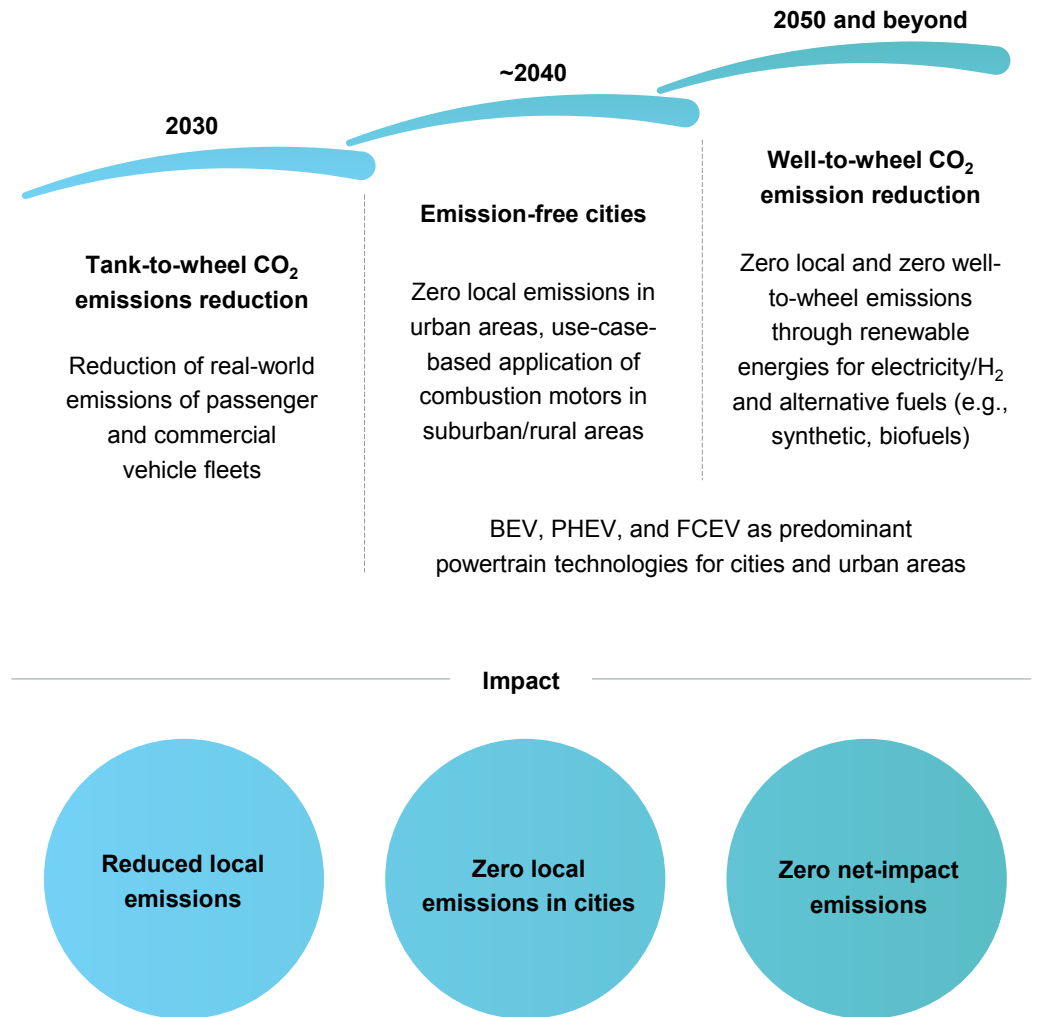 2030
Tank-to-wheel CO₂
emissions reduction
Reduction of real-world
emissions of passenger
and commercial
vehicle fleets
~2040
Emission-free cities
Zero local emissions in
urban areas, use-case-
based application of
combustion motors in
suburban/rural areas
2050 and beyond
Well-to-wheel CO₂
emission reduction
Zero local and zero well-
to-wheel emissions
through renewable
energies for electricity/H₂
and alternative fuels (e.g.,
synthetic, biofuels)
BEV, PHEV, and FCEV as predominant
powertrain technologies for cities and urban areas
Impact
Reduced local
emissions
Zero local
emissions in cities
Zero net-impact
emissions